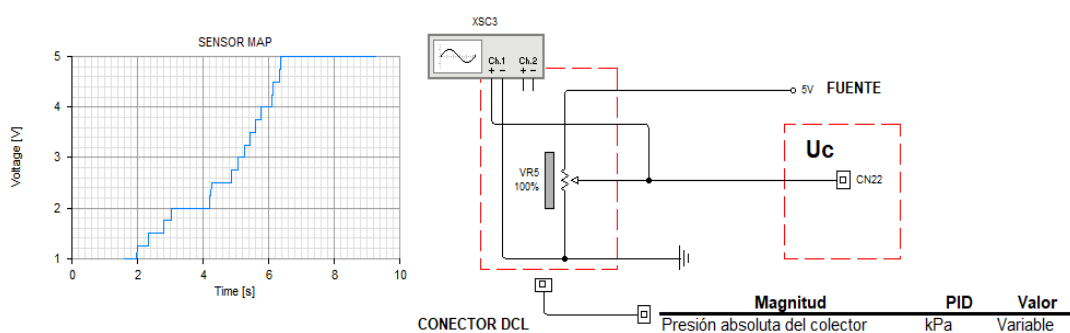 SENSOR MAP
Voltage [V]
5
4
3
2
1
0 2 4 6 8 10
Time [s]
XSC3
Ch.1 Ch.2
+ - + -
5V FUENTE
VR5
100%
Uc
CN22
CONECTOR DCL
Magnitud PID Valor
Presión absoluta del colector kPa Variable